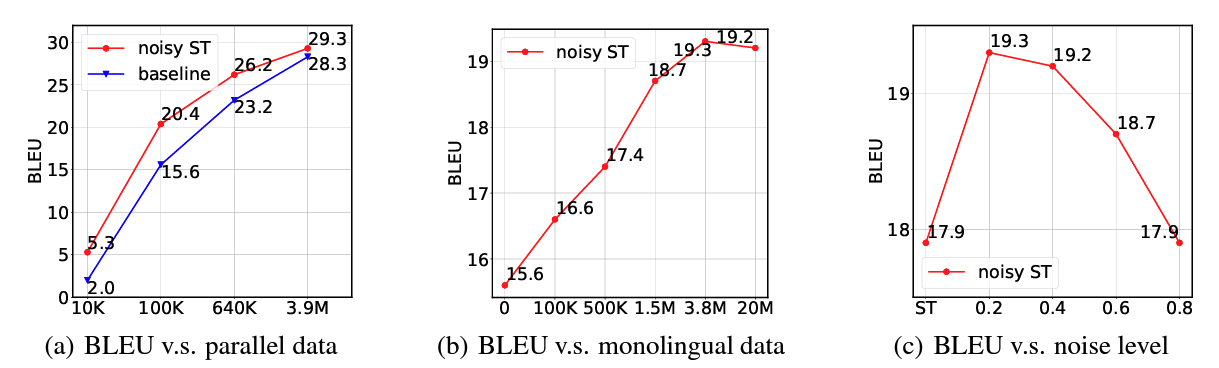 30
25
20
15
10
5
0
BLEU
noisy ST
baseline
29.3
28.3
26.2
23.2
20.4
15.6
5.3
2.0
10K 100K 640K 3.9M
(a) BLEU v.s. parallel data
19
18
17
16
BLEU
noisy ST
19.2
19.3
18.7
17.4
16.6
15.6
0 100K 500K 1.5M 3.8M 20M
(b) BLEU v.s. monolingual data
19
18
BLEU
19.3
19.2
18.7
17.9
17.9
noisy ST
ST 0.2 0.4 0.6 0.8
(c) BLEU v.s. noise level